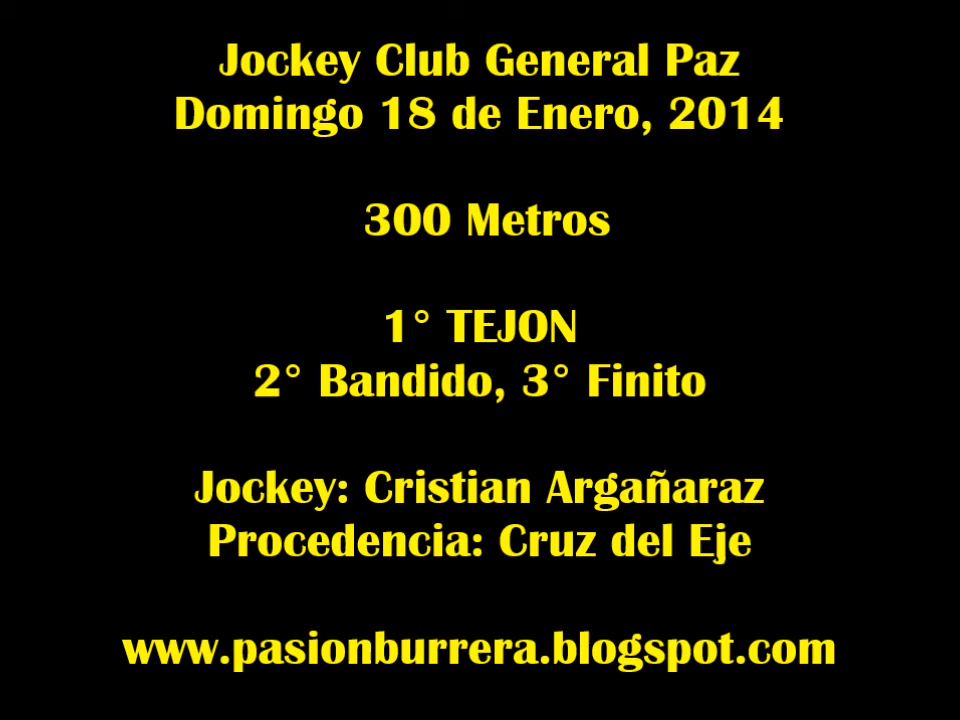 Jockey Club General Paz
Domingo 18 de Enero, 2014
300 Metros
1° TEJON
2° Bandido, 3° Finito
Jockey: Cristian Argañaraz
Procedencia: Cruz del Eje
www.pasionburrera.blogspot.com